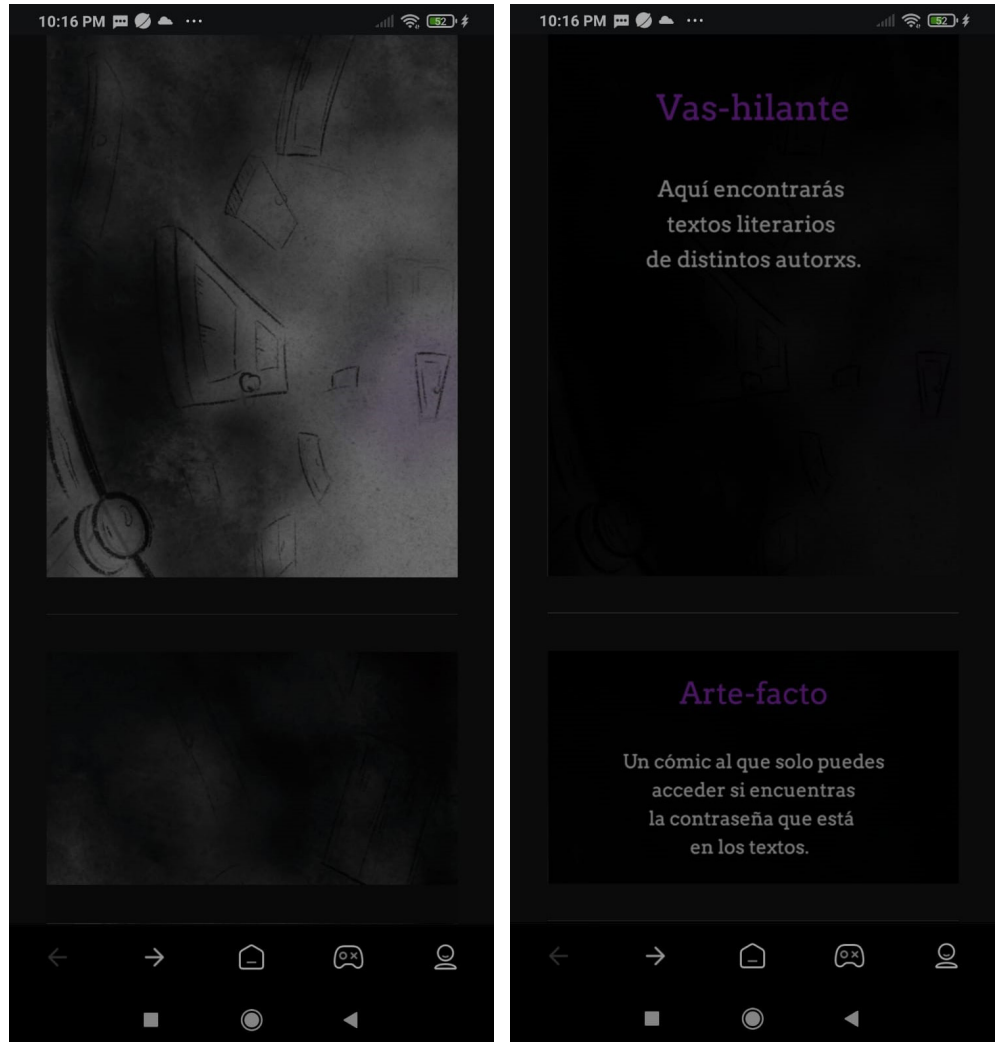 10:16 PM
52
10:16 PM
52
Vas-hilante
Aquí encontrarás
textos literarios
de distintos autorxs.
Arte-facto
Un cómic al que solo puedes
acceder si encuentras
la contraseña que está
en los textos.